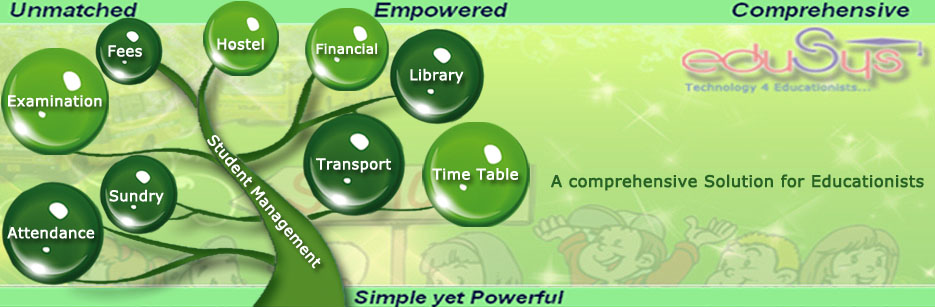 Unmatched
Empowered
Comprehensive
Fees
Hostel
Financial
Library
Examination
eduSys
Technology 4 Educationists...
Student Management
Transport
Time Table
A comprehensive Solution for Educationists
Sundry
Attendance
Simple yet Powerful